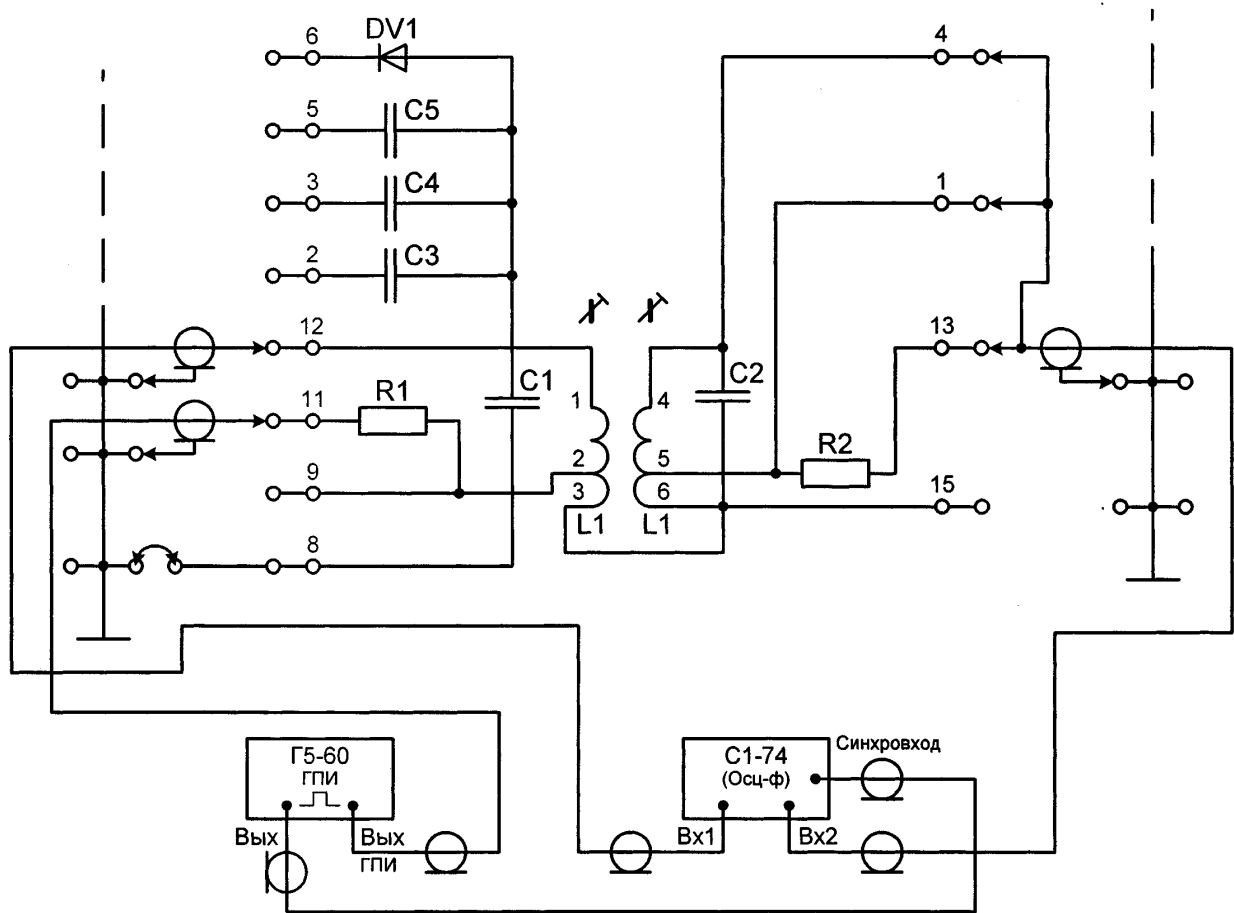 6
DV1
4
5
C5
3
C4
1
2
C3
12
13
C1
C2
1
4
11
R1
2
5
R2
9
3
6
15
L1
L1
8
Г5-60
ГПИ
С1-74
(Осц-ф)
Синхровход
Вых
Вых
ГПИ
Вх1
Вх2